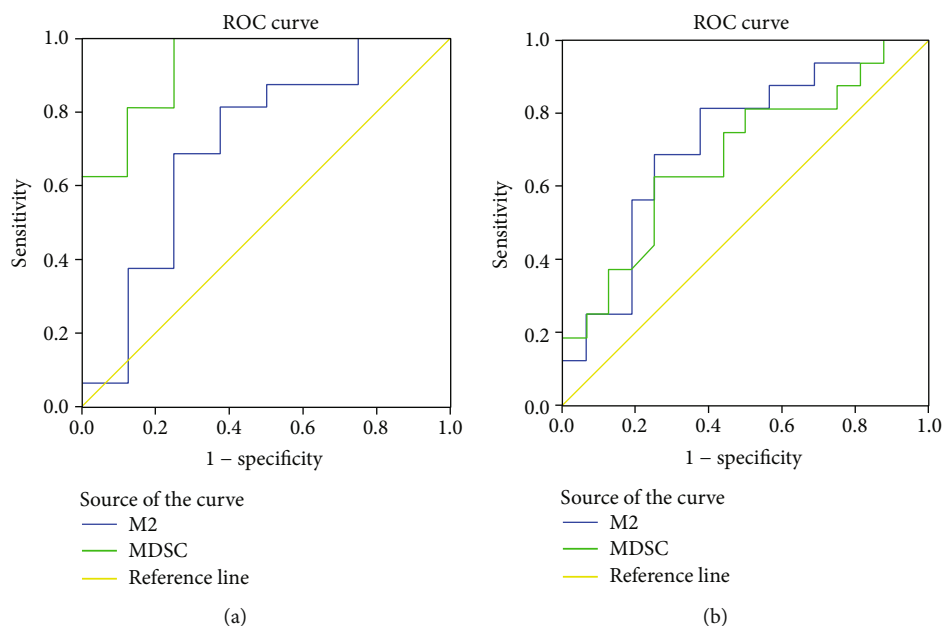 ROC curve
1.0
0.8
0.6
0.4
0.2
0.0
Sensitivity
0.0 0.2 0.4 0.6 0.8 1.0
1 − specificity
Source of the curve
M2
MDSC
Reference line
(a)
ROC curve
1.0
0.8
0.6
0.4
0.2
0.0
Sensitivity
0.0 0.2 0.4 0.6 0.8 1.0
1 − specificity
Source of the curve
M2
MDSC
Reference line
(b)